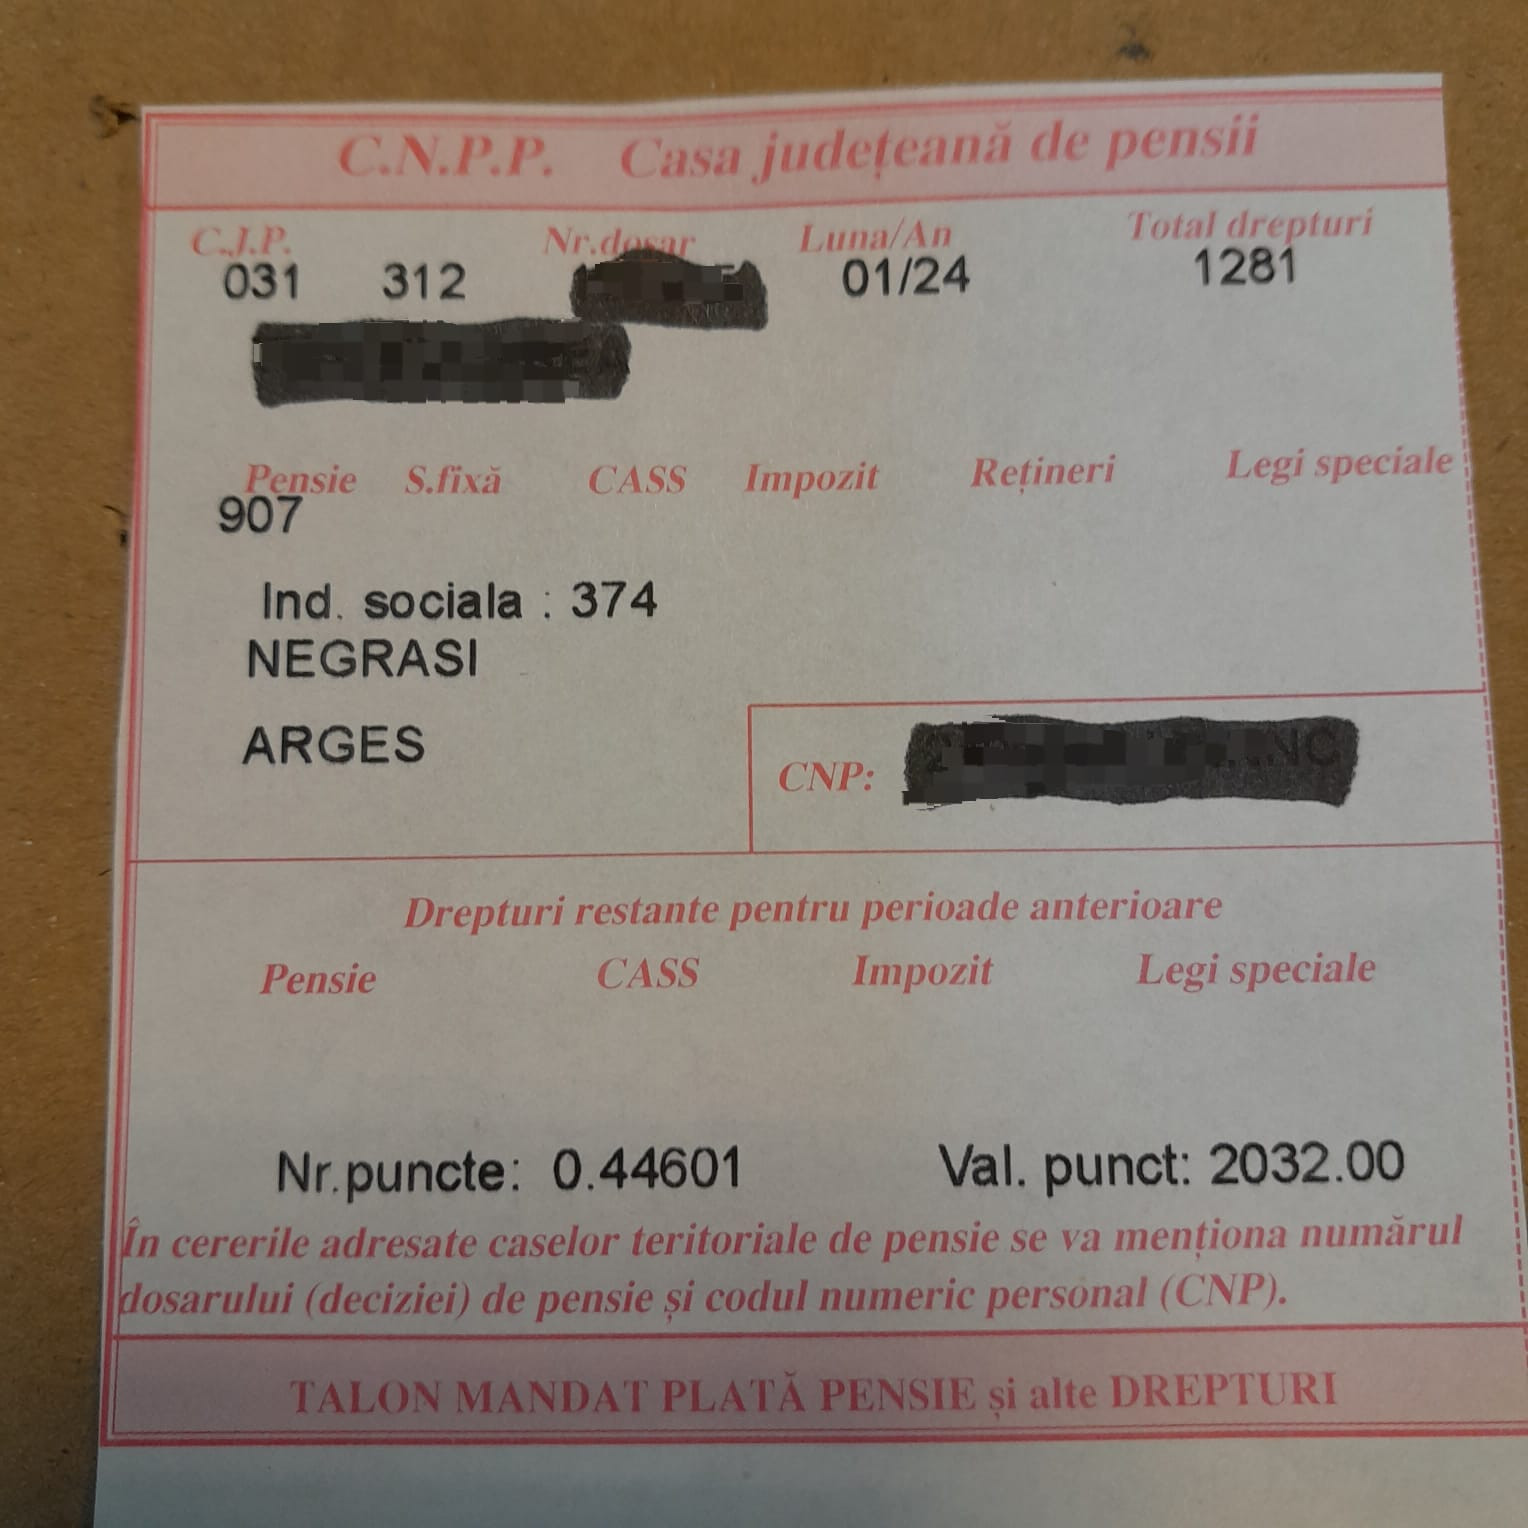 C.N.P.P. Casa județeană de pensii
C.J.P. Nr.dosar Luna/An Total drepturi
031 312 01/24 1281
Pensie S.fixă CASS Impozit Rețineri Legi speciale
907
Ind. sociala : 374
NEGRASI
ARGES
CNP:
Drepturi restante pentru perioade anterioare
Pensie CASS Impozit Legi speciale
Nr.puncte: 0.44601 Val. punct: 2032.00
În cererile adresate caselor teritoriale de pensie se va menționa numărul
dosarului (deciziei) de pensie și codul numeric personal (CNP).
TALON MANDAT PLATĂ PENSIE și alte DREPTURI